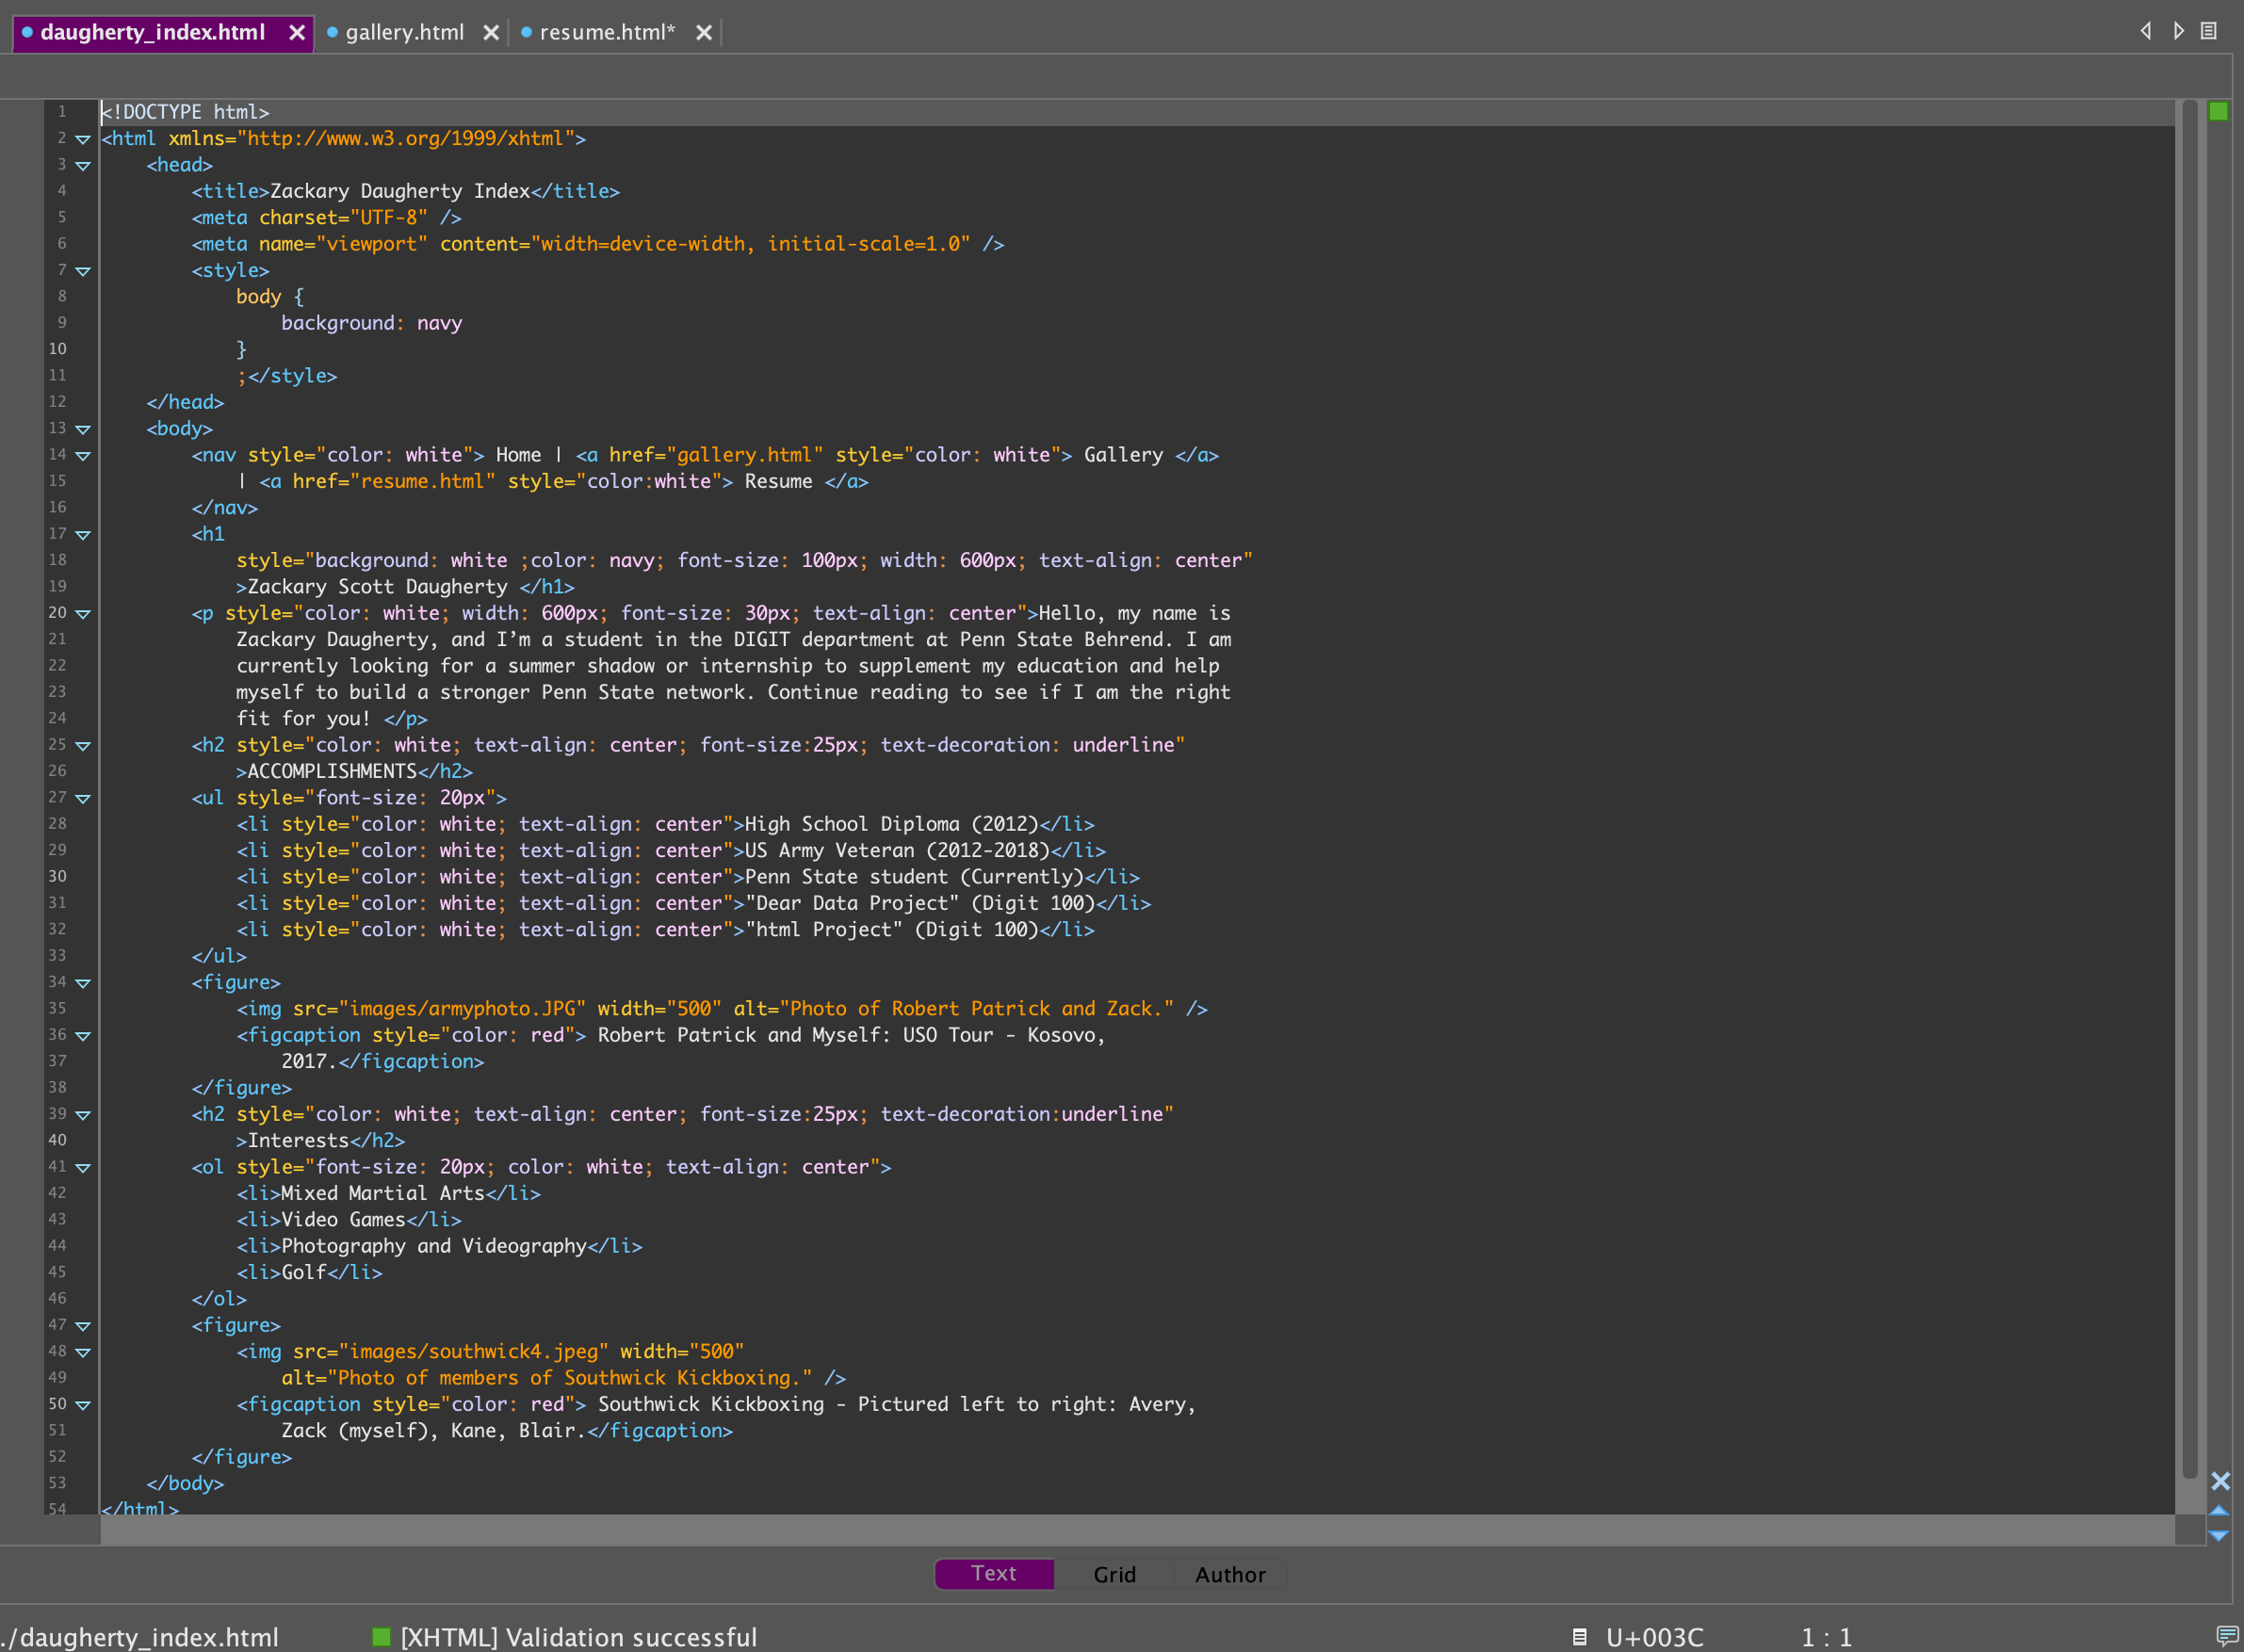 daugherty_index.html
gallery.html
resume.html*
1 <!DOCTYPE html>
2 <html xmlns="http://www.w3.org/1999/xhtml">
3 <head>
4 <title>Zackary Daugherty Index</title>
5 <meta charset="UTF-8" />
6 <meta name="viewport" content="width=device-width, initial-scale=1.0" />
7 <style>
8 body {
9 background: navy
10 }
11 ;</style>
12 </head>
13 <body>
14 <nav style="color: white"> Home | <a href="gallery.html" style="color: white"> Gallery </a>
15 | <a href="resume.html" style="color:white"> Resume </a>
16 </nav>
17 <h1
18 style="background: white ;color: navy; font-size: 100px; width: 600px; text-align: center"
19 >Zackary Scott Daugherty </h1>
20 <p style="color: white; width: 600px; font-size: 30px; text-align: center">Hello, my name is
21 Zackary Daugherty, and I’m a student in the DIGIT department at Penn State Behrend. I am
22 currently looking for a summer shadow or internship to supplement my education and help
23 myself to build a stronger Penn State network. Continue reading to see if I am the right
24 fit for you! </p>
25 <h2 style="color: white; text-align: center; font-size:25px; text-decoration: underline"
26 >ACCOMPLISHMENTS</h2>
27 <ul style="font-size: 20px">
28 <li style="color: white; text-align: center">High School Diploma (2012)</li>
29 <li style="color: white; text-align: center">US Army Veteran (2012-2018)</li>
30 <li style="color: white; text-align: center">Penn State student (Currently)</li>
31 <li style="color: white; text-align: center">"Dear Data Project" (Digit 100)</li>
32 <li style="color: white; text-align: center">"html Project" (Digit 100)</li>
33 </ul>
34 <figure>
35 <img src="images/armyphoto.JPG" width="500" alt="Photo of Robert Patrick and Zack." />
36 <figcaption style="color: red"> Robert Patrick and Myself: USO Tour - Kosovo,
37 2017.</figcaption>
38 </figure>
39 <h2 style="color: white; text-align: center; font-size:25px; text-decoration:underline"
40 >Interests</h2>
41 <ol style="font-size: 20px; color: white; text-align: center">
42 <li>Mixed Martial Arts</li>
43 <li>Video Games</li>
44 <li>Photography and Videography</li>
45 <li>Golf</li>
46 </ol>
47 <figure>
48 <img src="images/southwick4.jpeg" width="500"
49 alt="Photo of members of Southwick Kickboxing." />
50 <figcaption style="color: red"> Southwick Kickboxing - Pictured left to right: Avery,
51 Zack (myself), Kane, Blair.</figcaption>
52 </figure>
53 </body>
54 </html>
Text Grid Author
./daugherty_index.html [XHTML] Validation successful U+003C 1 : 1